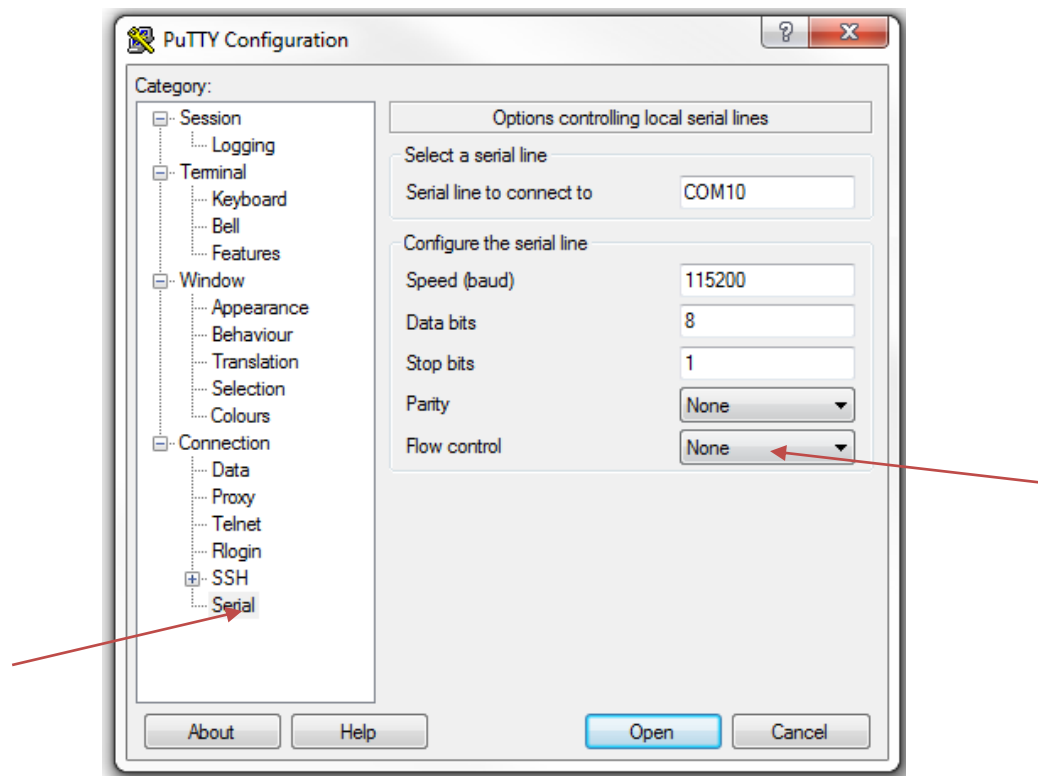 PuTTY Configuration
Category:
Session
Logging
Terminal
Keyboard
Bell
Features
Window
Appearance
Behaviour
Translation
Selection
Colours
Connection
Data
Proxy
Telnet
Rlogin
SSH
Serial
Options controlling local serial lines
Select a serial line
Serial line to connect to COM10
Configure the serial line
Speed (baud) 115200
Data bits 8
Stop bits 1
Parity None
Flow control None
About Help Open Cancel